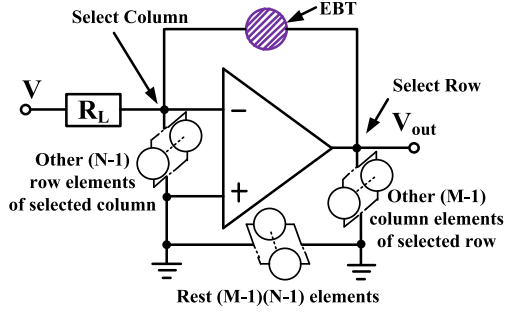 Select Column
EBT
V
R_L
−
+
Select Row
V_out
Other (N-1)
row elements
of selected column
Other (M-1)
column elements
of selected row
Rest (M-1)(N-1) elements